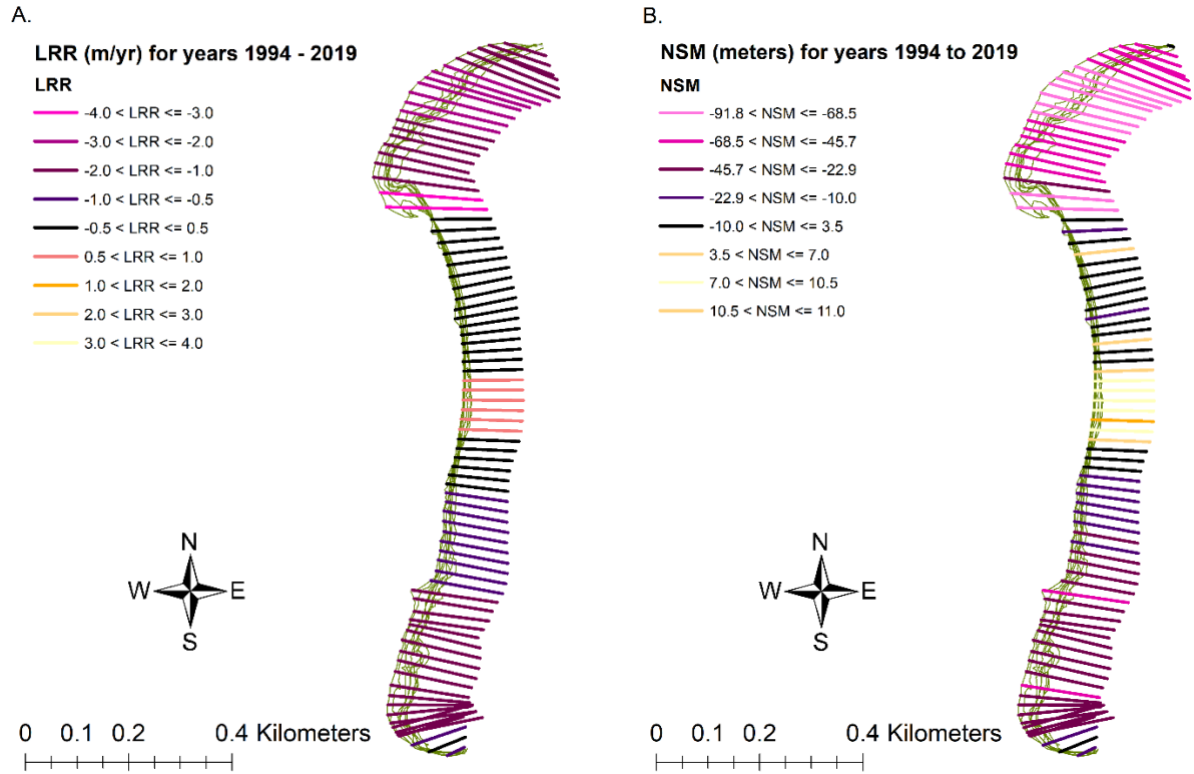 A.
LRR (m/yr) for years 1994 - 2019
LRR
-4.0 < LRR <= -3.0
-3.0 < LRR <= -2.0
-2.0 < LRR <= -1.0
-1.0 < LRR <= -0.5
-0.5 < LRR <= 0.5
0.5 < LRR <= 1.0
1.0 < LRR <= 2.0
2.0 < LRR <= 3.0
3.0 < LRR <= 4.0
N
W E
S
0 0.1 0.2 0.4 Kilometers
B.
NSM (meters) for years 1994 to 2019
NSM
-91.8 < NSM <= -68.5
-68.5 < NSM <= -45.7
-45.7 < NSM <= -22.9
-22.9 < NSM <= -10.0
-10.0 < NSM <= 3.5
3.5 < NSM <= 7.0
7.0 < NSM <= 10.5
10.5 < NSM <= 11.0
N
W E
S
0 0.1 0.2 0.4 Kilometers